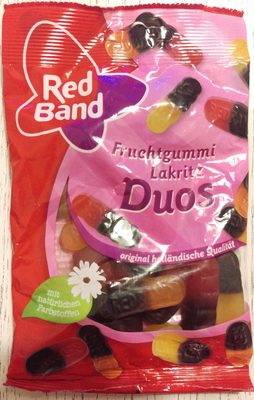 Red
Band
Fruchtgummi
Lakritz
Duos
original holländische Qualität
mit
natürlichen
Farbstoffen